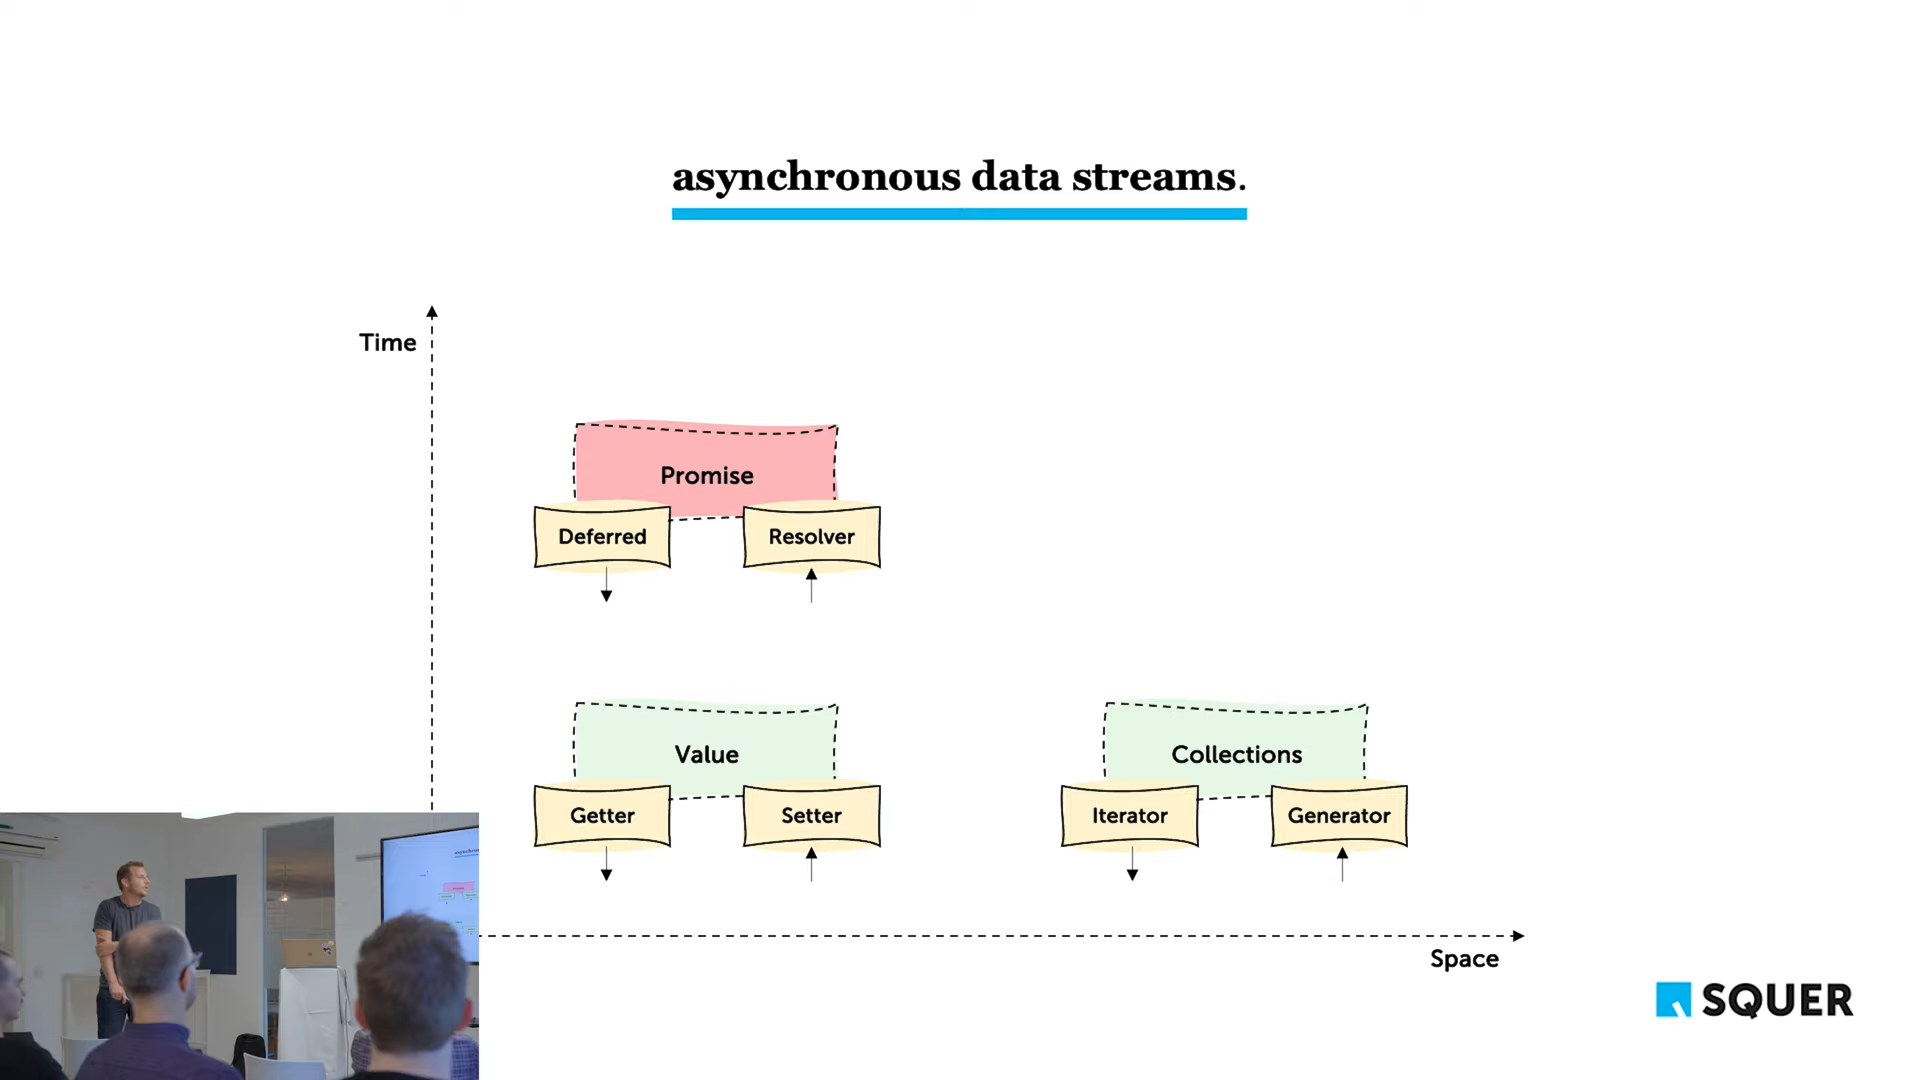 asynchronous data streams.
Time
Promise
Deferred
Resolver
Value
Collections
Getter
Setter
Iterator
Generator
Space
SQUER